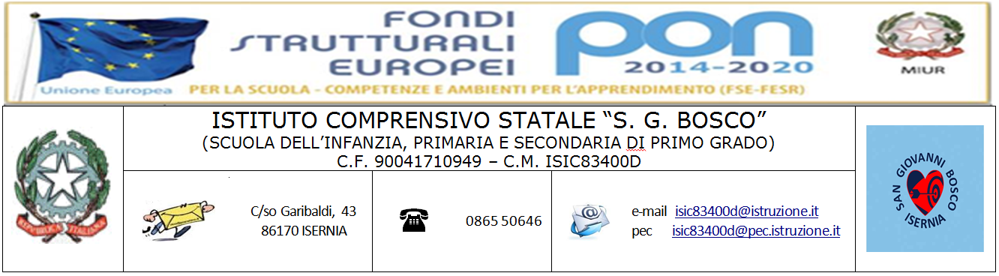 FONDI
STRUTTURALI
EUROPEI
pon
2014-2020
MIUR
Unione Europea
PER LA SCUOLA - COMPETENZE E AMBIENTI PER L'APPRENDIMENTO (FSE-FESR)
ISTITUTO COMPRENSIVO STATALE “S. G. BOSCO”
(SCUOLA DELL’INFANZIA, PRIMARIA E SECONDARIA DI PRIMO GRADO)
C.F. 90041710949 – C.M. ISIC83400D
REPVBBLICA ITALIANA
C/so Garibaldi, 43
86170 ISERNIA
0865 50646
e-mail isic83400d@istruzione.it
pec isic83400d@pec.istruzione.it
SAN GIOVANNI BOSCO
ISERNIA